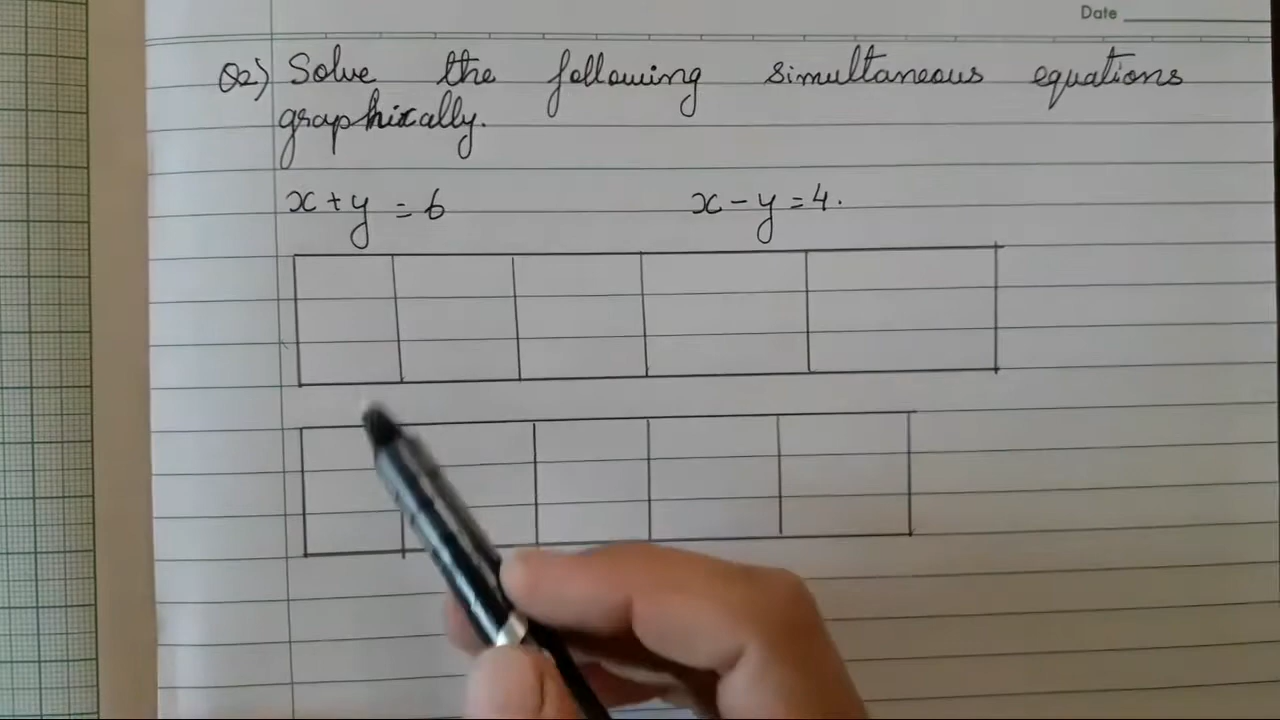 Date
Q2) Solve the following simultaneous equations
graphically.
x + y = 6 x - y = 4.